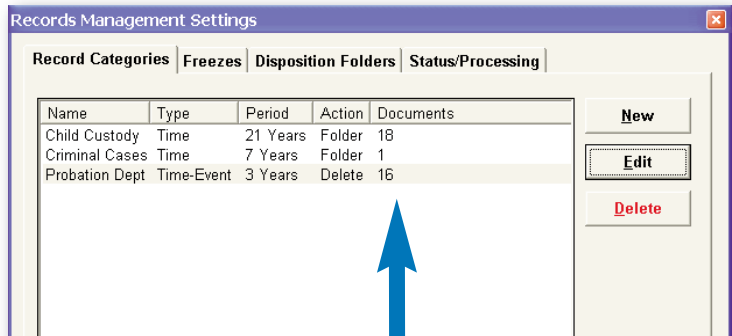 Records Management Settings
Record Categories Freezes Disposition Folders Status/Processing
Name Type Period Action Documents
Child Custody Time 21 Years Folder 18
Criminal Cases Time 7 Years Folder 1
Probation Dept Time-Event 3 Years Delete 16
New
Edit
Delete